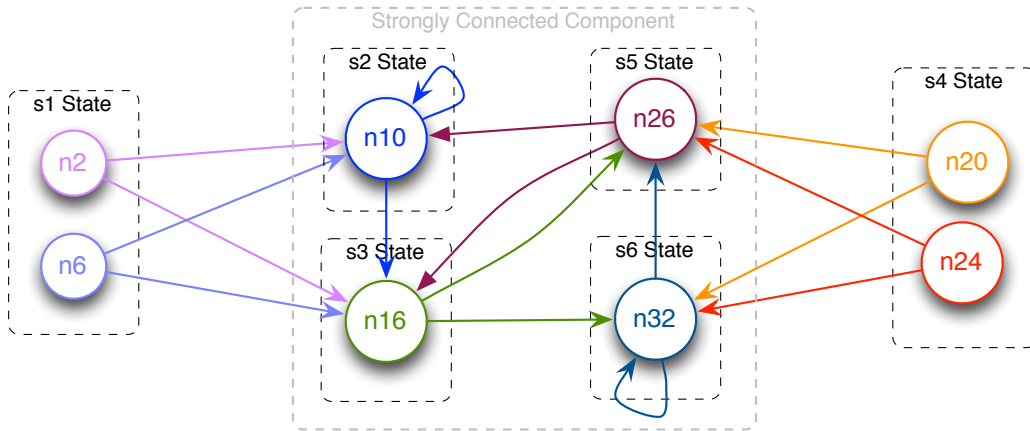 Strongly Connected Component
s1 State
n2
n6
s2 State
n10
s3 State
n16
s5 State
n26
s6 State
n32
s4 State
n20
n24